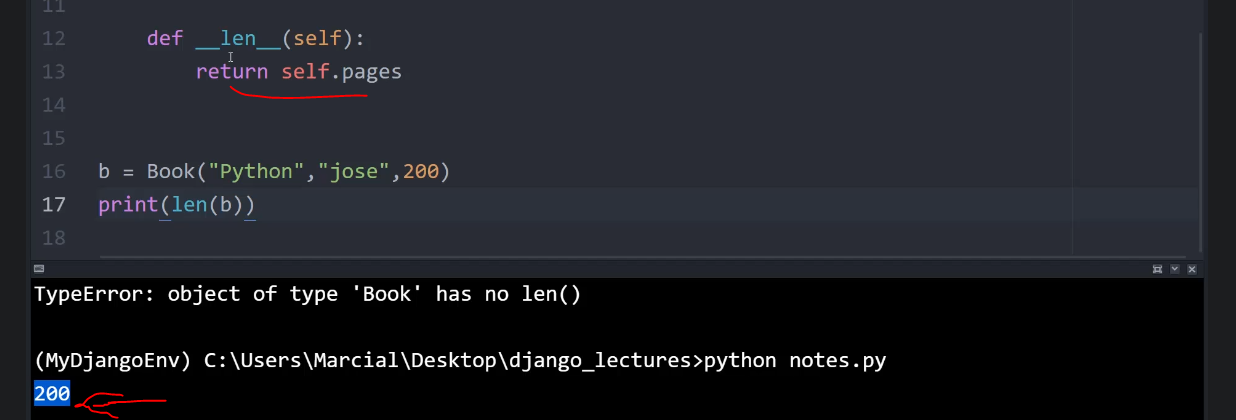 11
12 def __len__(self):
13 return self.pages
14
15
16 b = Book("Python","jose",200)
17 print(len(b))
18
TypeError: object of type 'Book' has no len()
(MyDjangoEnv) C:\Users\Marcial\Desktop\django_lectures>python notes.py
200